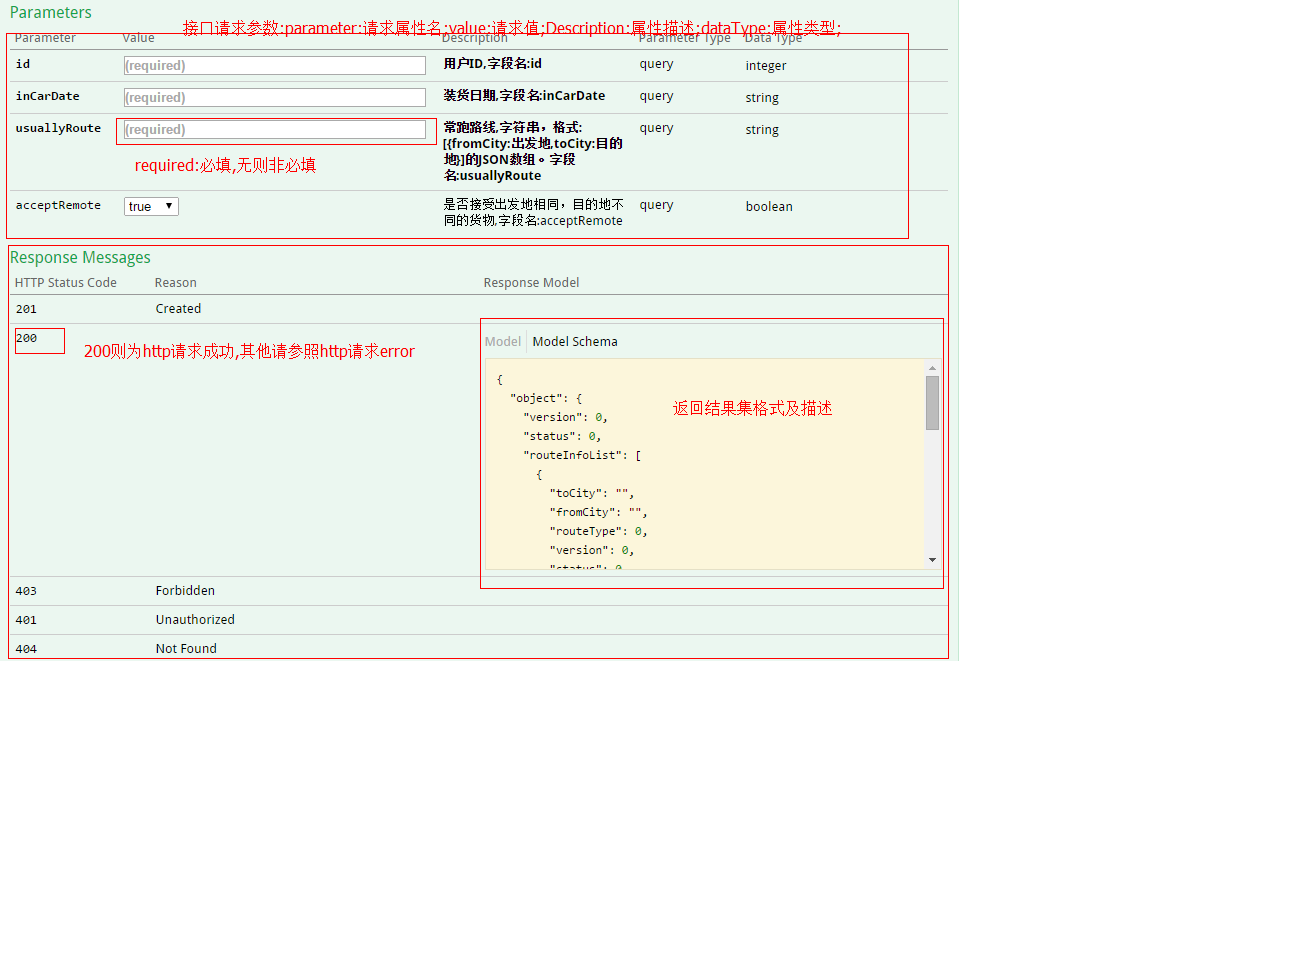 Parameters
接口请求参数:parameter:请求属性名;value:请求值;Description:属性描述;dataType:属性类型;
Parameter Value Description Parameter Type Data Type
id (required) 用户ID,字段名:id query integer
inCarDate (required) 装货日期,字段名:inCarDate query string
usuallyRoute (required) 常跑路线,字符串，格式: query string
[{fromCity:出发地,toCity:目的
地}]的JSON数组。字段
名:usuallyRoute
required:必填,无则非必填
acceptRemote true 是否接受出发地相同，目的地不 query boolean
同的货物,字段名:acceptRemote
Response Messages
HTTP Status Code Reason Response Model
201 Created
200
200则为http请求成功,其他请参照http请求error
Model Model Schema
{
"object": {
"version": 0,
"status": 0,
"routeInfoList": [
{
"toCity": "",
"fromCity": "",
"routeType": 0,
"version": 0,
"status": 0
返回结果集格式及描述
403 Forbidden
401 Unauthorized
404 Not Found